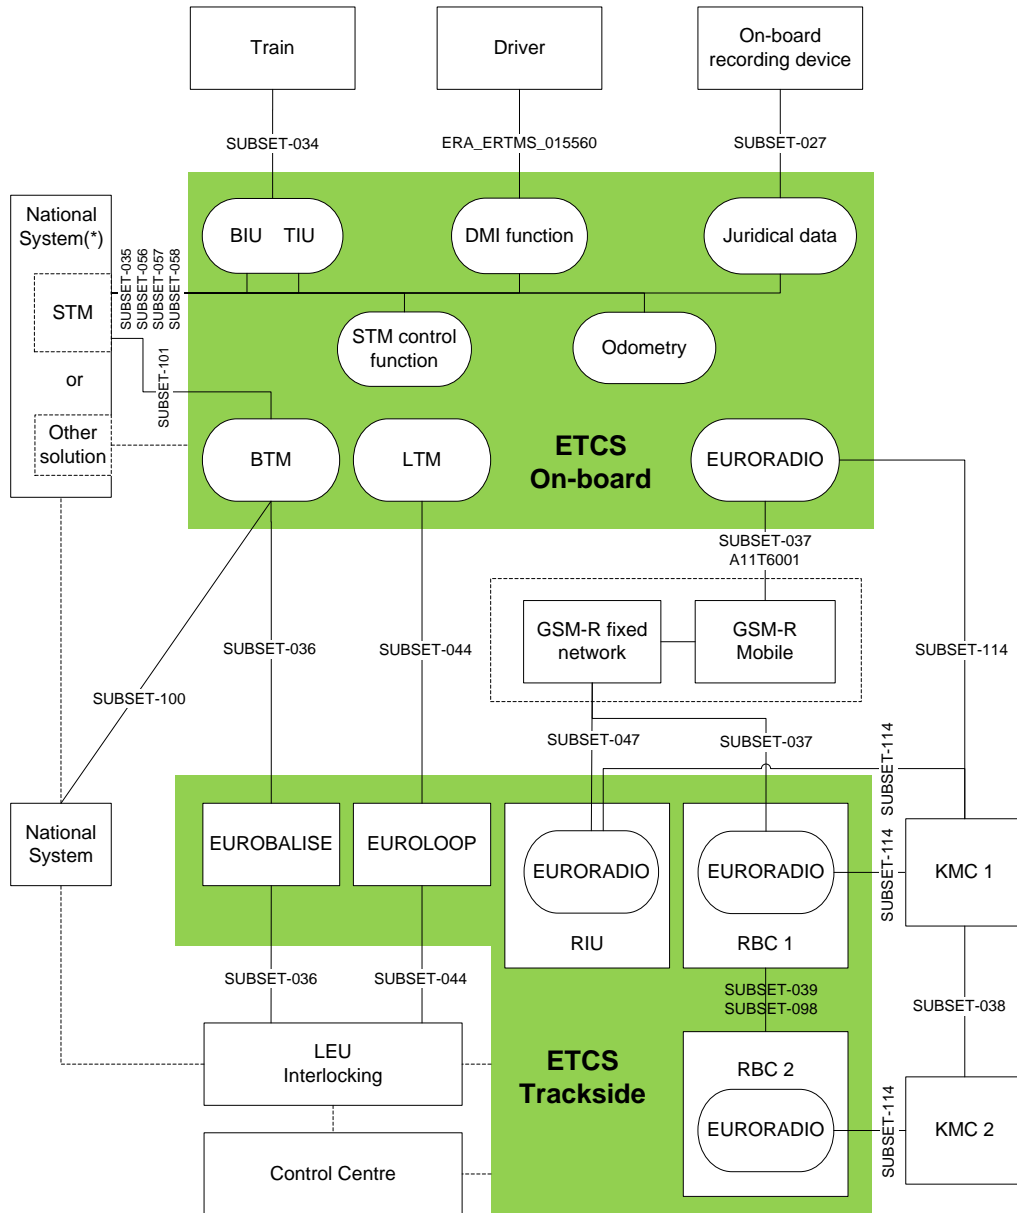 Train
Driver
On-board
recording device
SUBSET-034
ERA_ERTMS_015560
SUBSET-027
National
System(*)
STM
or
Other
solution
SUBSET-035
SUBSET-056
SUBSET-057
SUBSET-058
SUBSET-101
BIU TIU
DMI function
Juridical data
STM control
function
Odometry
BTM
LTM
ETCS
On-board
EURORADIO
SUBSET-037
A11T6001
GSM-R fixed
network
GSM-R
Mobile
SUBSET-036
SUBSET-044
SUBSET-114
SUBSET-100
SUBSET-047
SUBSET-037
SUBSET-114
National
System
EUROBALISE
EUROLOOP
EURORADIO
RIU
EURORADIO
RBC 1
SUBSET-114
KMC 1
SUBSET-036
SUBSET-044
SUBSET-039
SUBSET-098
SUBSET-038
LEU
Interlocking
ETCS
Trackside
RBC 2
EURORADIO
SUBSET-114
KMC 2
Control Centre